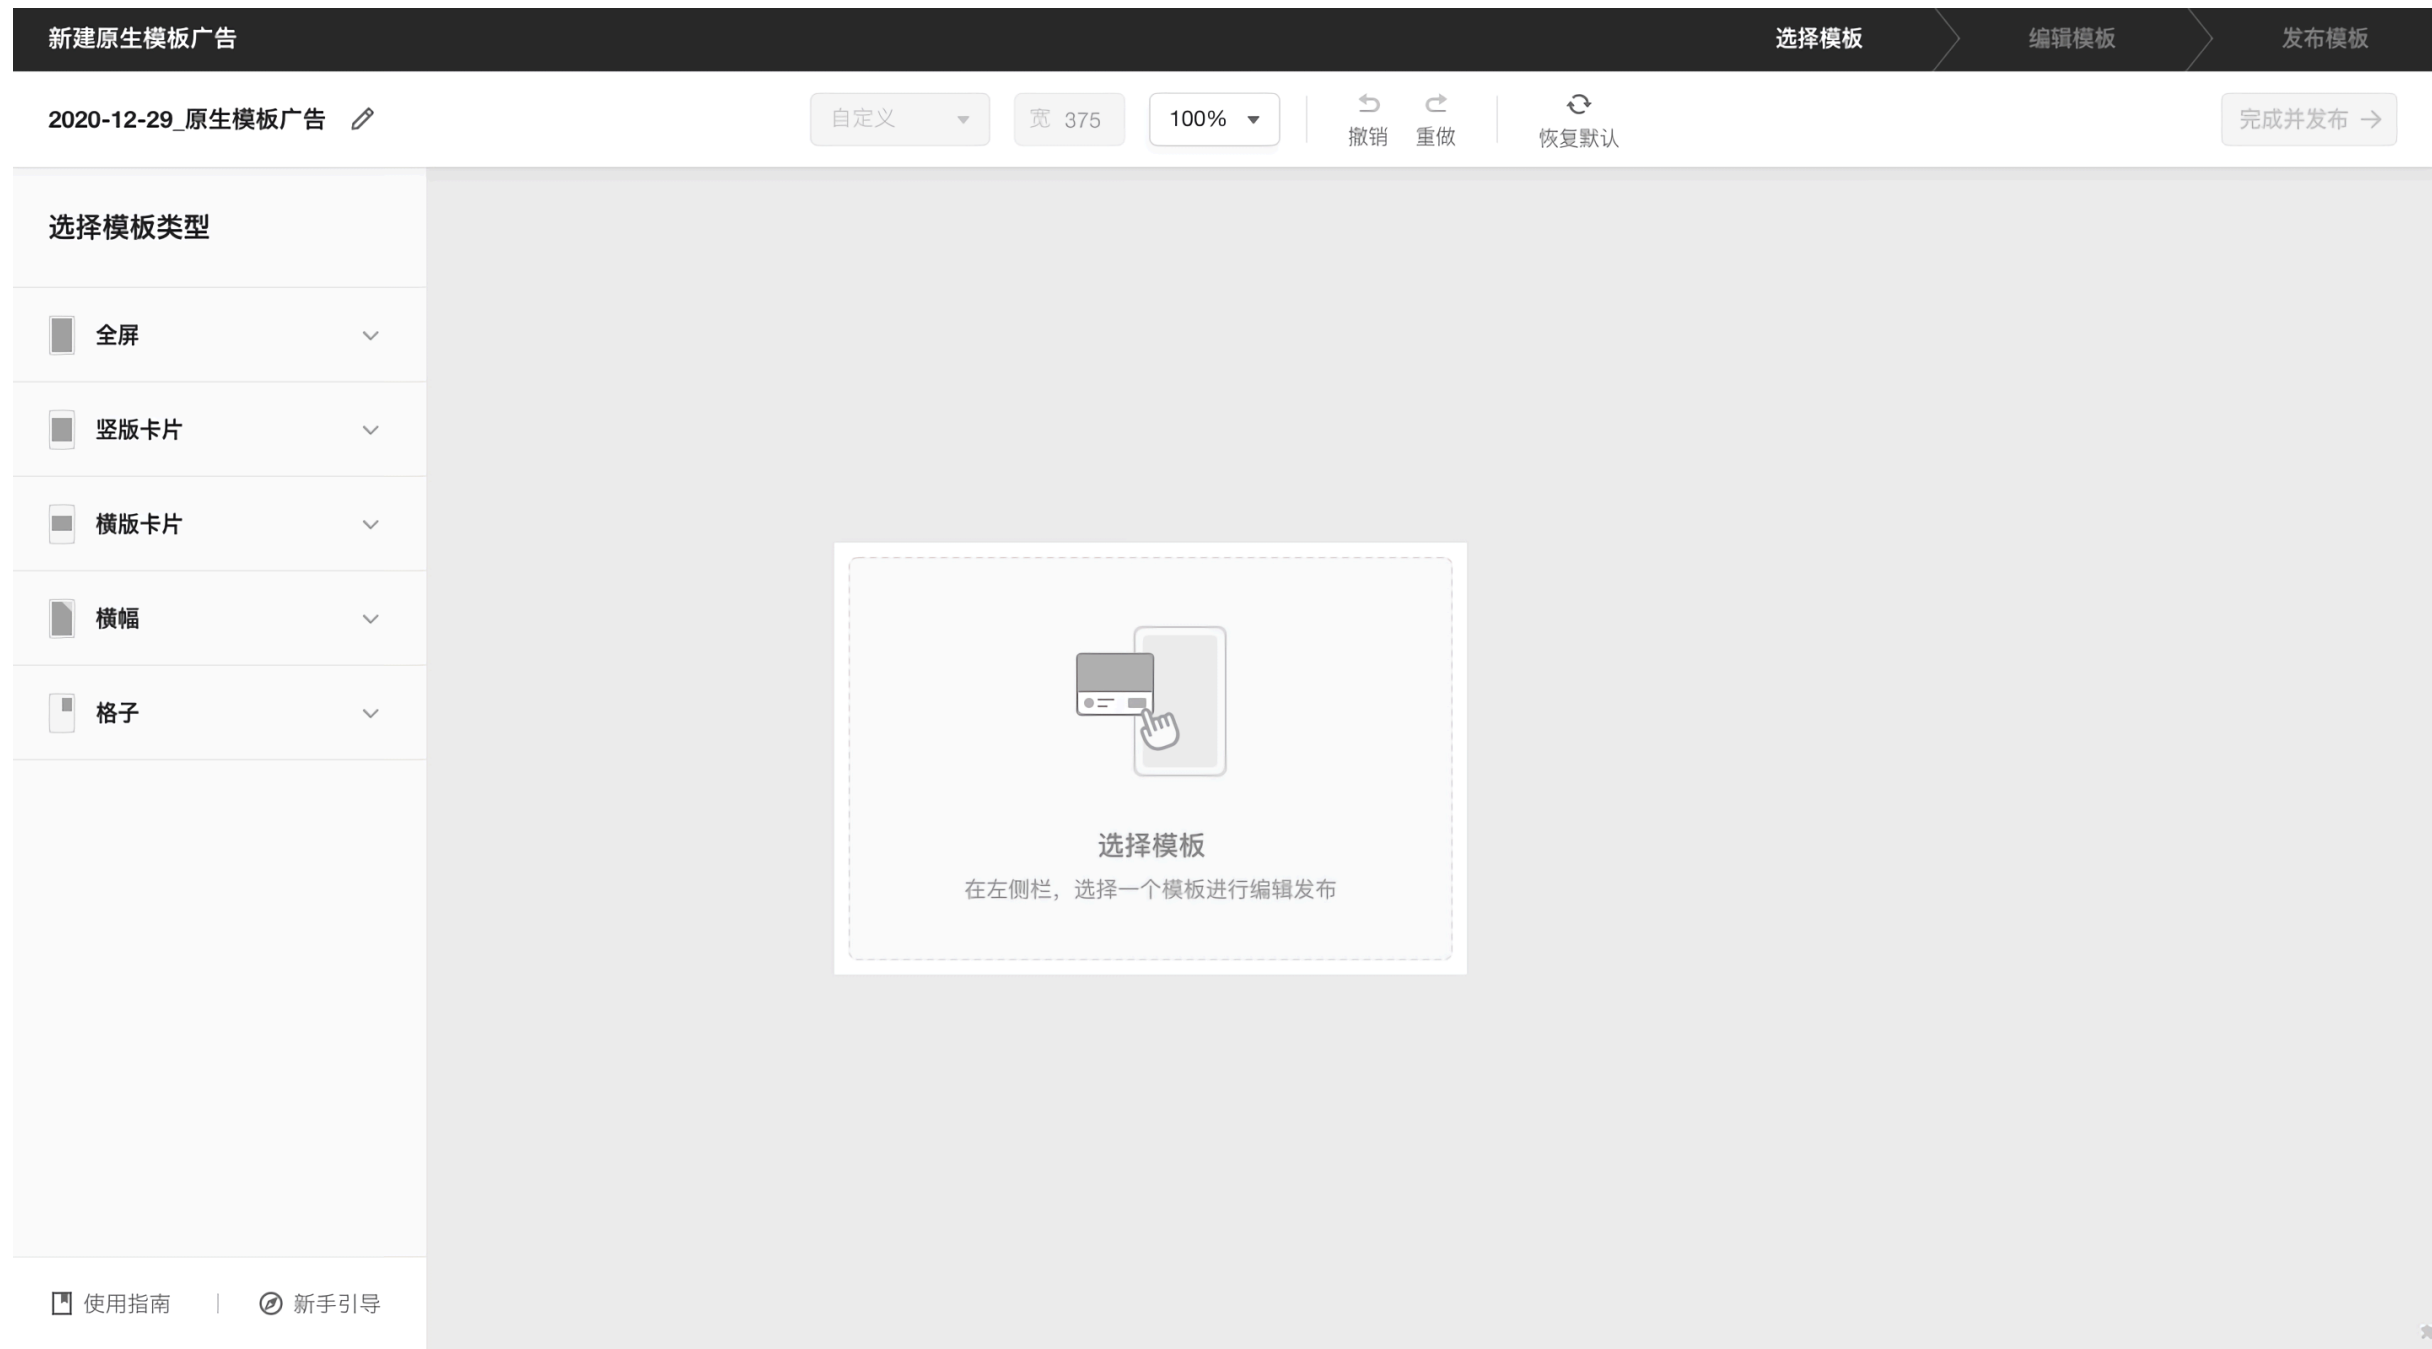 新建原生模板广告
选择模板
编辑模板
发布模板
2020-12-29_原生模板广告
自定义
宽 375
100%
撤销
重做
恢复默认
完成并发布
选择模板类型
全屏
竖版卡片
横版卡片
横幅
格子
选择模板
在左侧栏，选择一个模板进行编辑发布
使用指南
新手引导